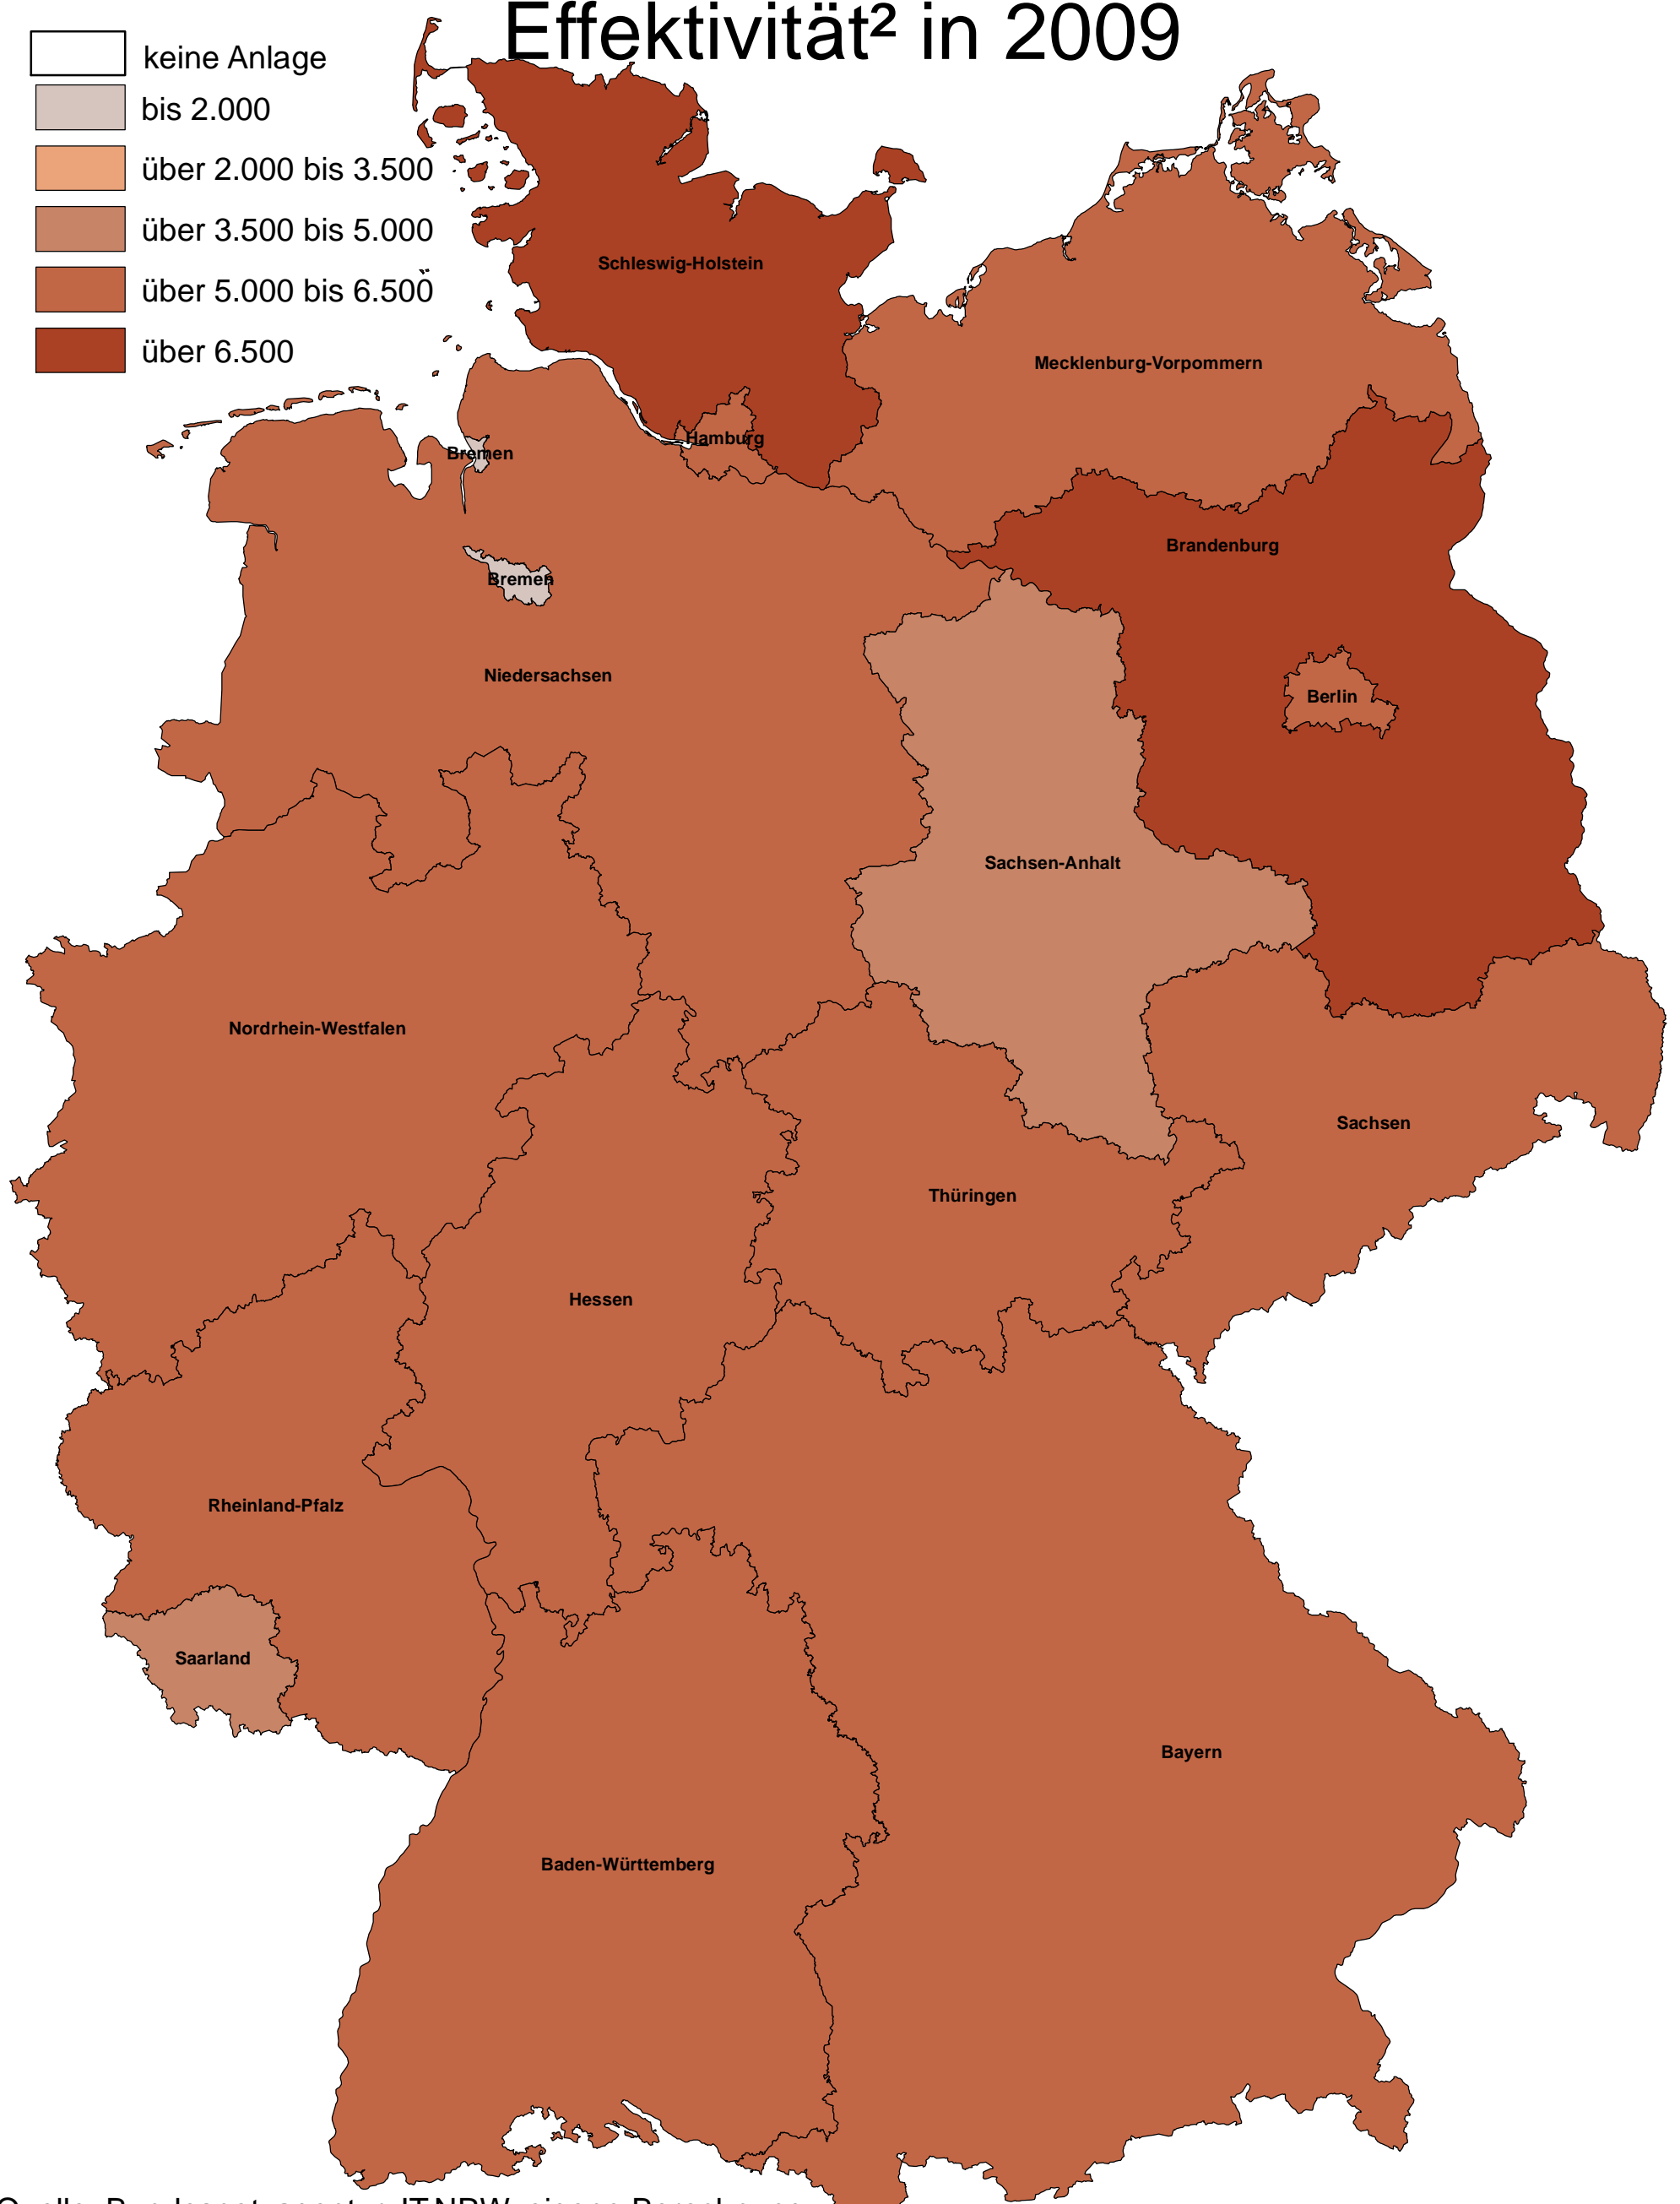 Effektivität² in 2009
keine Anlage
bis 2.000
über 2.000 bis 3.500
über 3.500 bis 5.000
über 5.000 bis 6.500
über 6.500
Schleswig-Holstein
Mecklenburg-Vorpommern
Hamburg
Bremen
Brandenburg
Bremen
Niedersachsen
Berlin
Sachsen-Anhalt
Nordrhein-Westfalen
Sachsen
Thüringen
Hessen
Rheinland-Pfalz
Saarland
Bayern
Baden-Württemberg